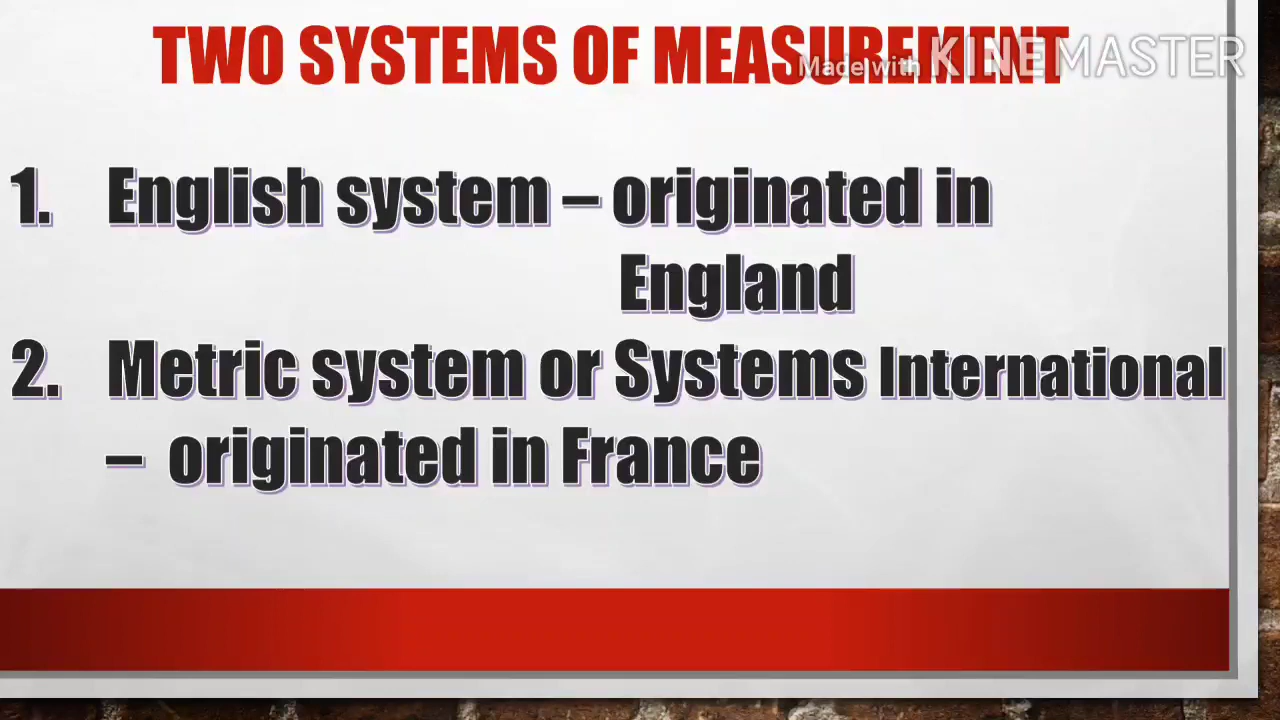 TWO SYSTEMS OF MEASUREMENT
Made with KINEMASTER
1. English system – originated in
England
2. Metric system or Systems International
– originated in France